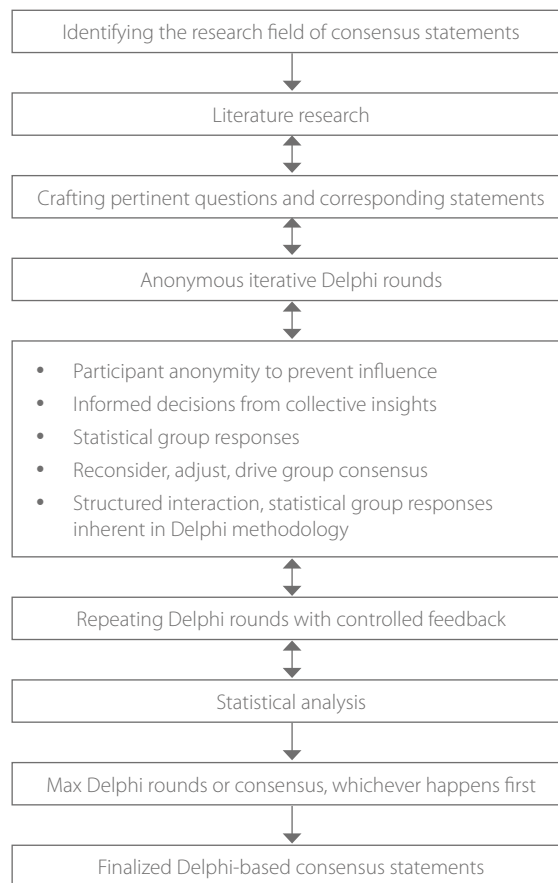 Identifying the research field of consensus statements
Literature research
Crafting pertinent questions and corresponding statements
Anonymous iterative Delphi rounds
• Participant anonymity to prevent influence
• Informed decisions from collective insights
• Statistical group responses
• Reconsider, adjust, drive group consensus
• Structured interaction, statistical group responses
inherent in Delphi methodology
Repeating Delphi rounds with controlled feedback
Statistical analysis
Max Delphi rounds or consensus, whichever happens first
Finalized Delphi-based consensus statements